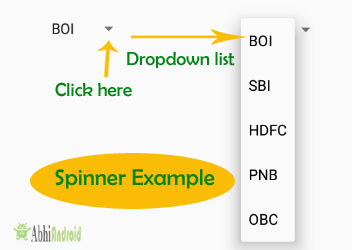 BOI
Dropdown list
Click here
BOI
SBI
HDFC
PNB
OBC
Spinner Example
AbhiAndroid